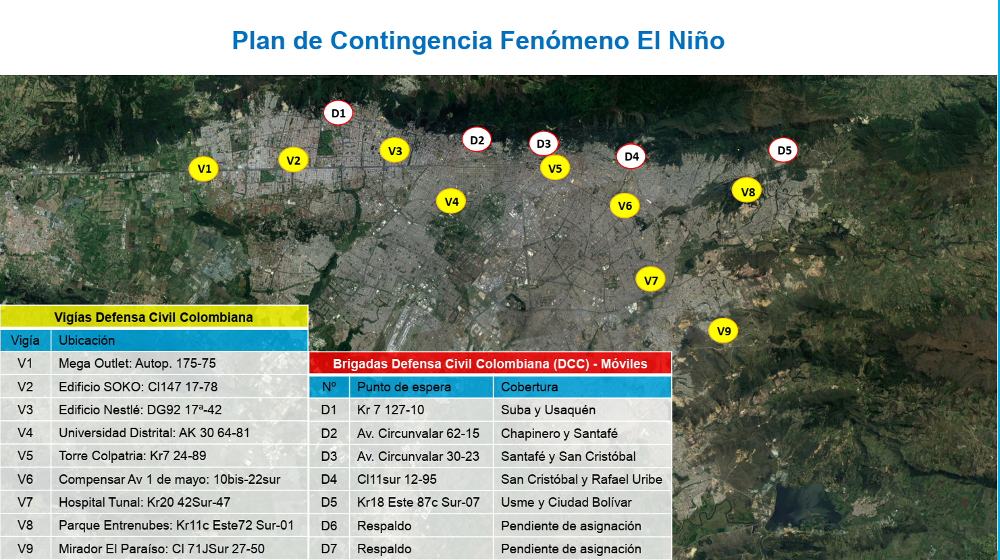 Plan de Contingencia Fenómeno El Niño
D1
D2
D3
D4
D5
V1
V2
V3
V4
V5
V6
V7
V8
V9
Vigías Defensa Civil Colombiana
Vigía Ubicación
V1 Mega Outlet: Autop. 175-75
V2 Edificio SOKO: Cl147 17-78
V3 Edificio Nestlé: DG92 17ª-42
V4 Universidad Distrital: AK 30 64-81
V5 Torre Colpatria: Kr7 24-89
V6 Compensar Av 1 de mayo: 10bis-22sur
V7 Hospital Tunal: Kr20 42Sur-47
V8 Parque Entrenubes: Kr11c Este72 Sur-01
V9 Mirador El Paraíso: Cl 71JSur 27-50
Brigadas Defensa Civil Colombiana (DCC) - Móviles
Nº Punto de espera Cobertura
D1 Kr 7 127-10 Suba y Usaquén
D2 Av. Circunvalar 62-15 Chapinero y Santafé
D3 Av. Circunvalar 30-23 Santafé y San Cristóbal
D4 Cl11sur 12-95 San Cristóbal y Rafael Uribe
D5 Kr18 Este 87c Sur-07 Usme y Ciudad Bolívar
D6 Respaldo Pendiente de asignación
D7 Respaldo Pendiente de asignación